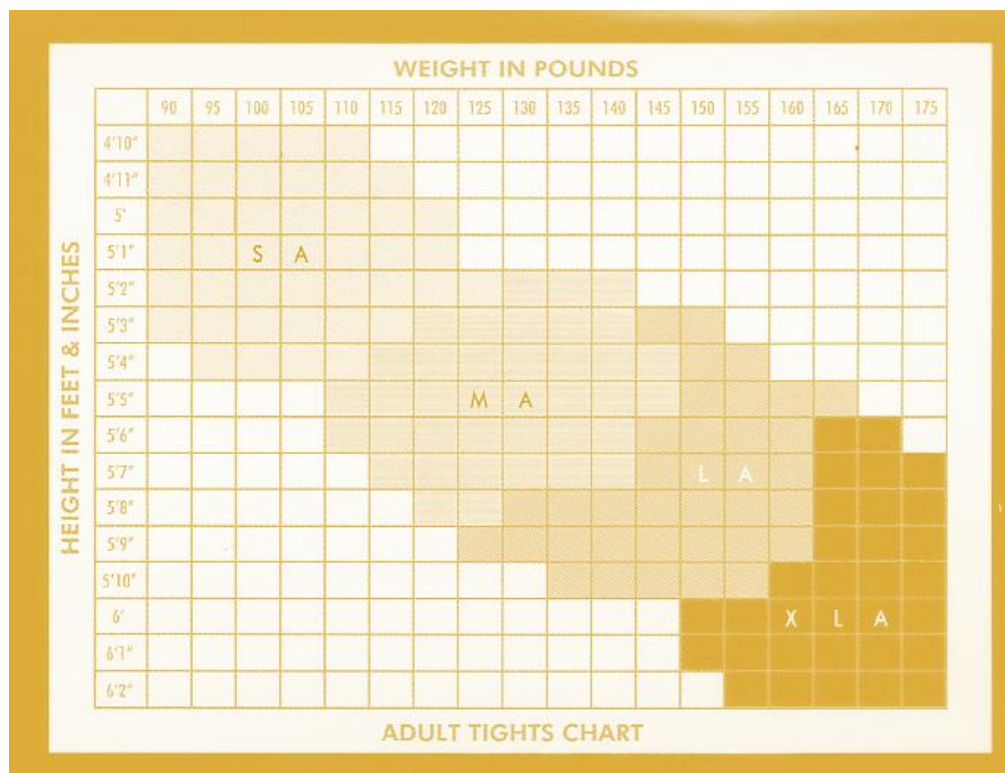 WEIGHT IN POUNDS
90 95 100 105 110 115 120 125 130 135 140 145 150 155 160 165 170 175
HEIGHT IN FEET & INCHES
4'10"
4'11"
5'
5'1" S A
5'2"
5'3"
5'4"
5'5" M A
5'6"
5'7" L A
5'8"
5'9"
5'10"
6' X L A
6'1"
6'2"
ADULT TIGHTS CHART